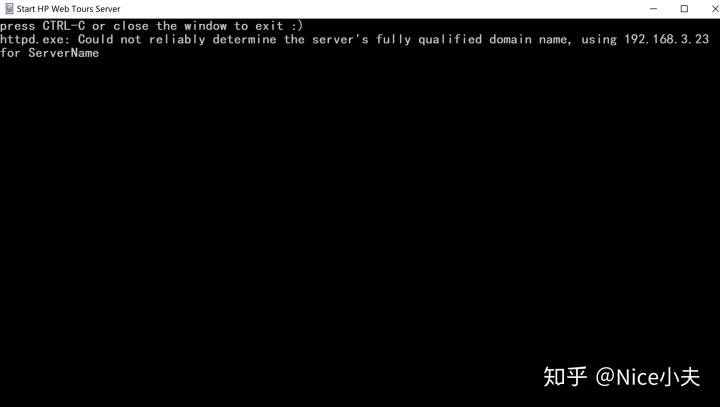 Start HP Web Tours Server
press CTRL-C or close the window to exit :)
httpd.exe: Could not reliably determine the server's fully qualified domain name, using 192.168.3.23
for ServerName
知乎 @Nice小夫